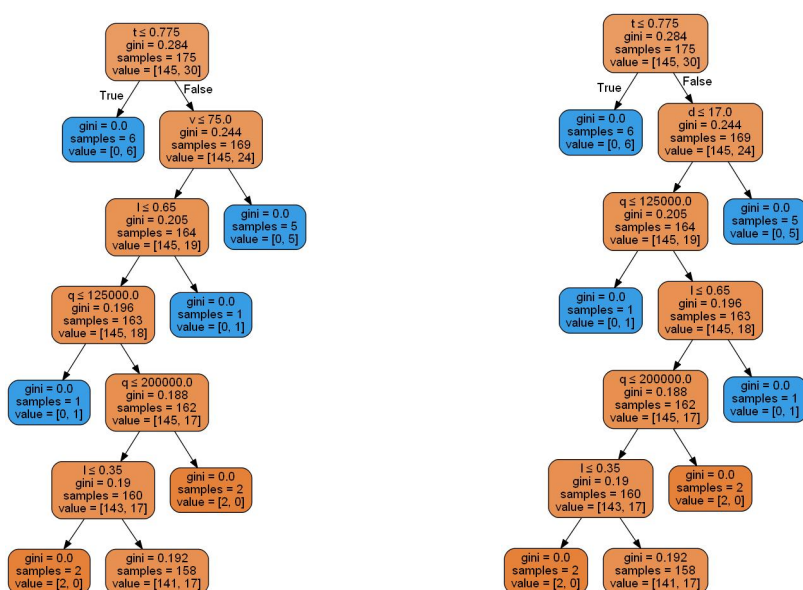 t ≤ 0.775
gini = 0.284
samples = 175
value = [145, 30]
True
False
gini = 0.0
samples = 6
value = [0, 6]
v ≤ 75.0
gini = 0.244
samples = 169
value = [145, 24]
l ≤ 0.65
gini = 0.205
samples = 164
value = [145, 19]
gini = 0.0
samples = 5
value = [0, 5]
q ≤ 125000.0
gini = 0.196
samples = 163
value = [145, 18]
gini = 0.0
samples = 1
value = [0, 1]
gini = 0.0
samples = 1
value = [0, 1]
q ≤ 200000.0
gini = 0.188
samples = 162
value = [145, 17]
l ≤ 0.35
gini = 0.19
samples = 160
value = [143, 17]
gini = 0.0
samples = 2
value = [2, 0]
gini = 0.0
samples = 2
value = [2, 0]
gini = 0.192
samples = 158
value = [141, 17]
t ≤ 0.775
gini = 0.284
samples = 175
value = [145, 30]
True
False
gini = 0.0
samples = 6
value = [0, 6]
d ≤ 17.0
gini = 0.244
samples = 169
value = [145, 24]
q ≤ 125000.0
gini = 0.205
samples = 164
value = [145, 19]
gini = 0.0
samples = 5
value = [0, 5]
gini = 0.0
samples = 1
value = [0, 1]
l ≤ 0.65
gini = 0.196
samples = 163
value = [145, 18]
q ≤ 200000.0
gini = 0.188
samples = 162
value = [145, 17]
gini = 0.0
samples = 1
value = [0, 1]
l ≤ 0.35
gini = 0.19
samples = 160
value = [143, 17]
gini = 0.0
samples = 2
value = [2, 0]
gini = 0.0
samples = 2
value = [2, 0]
gini = 0.192
samples = 158
value = [141, 17]